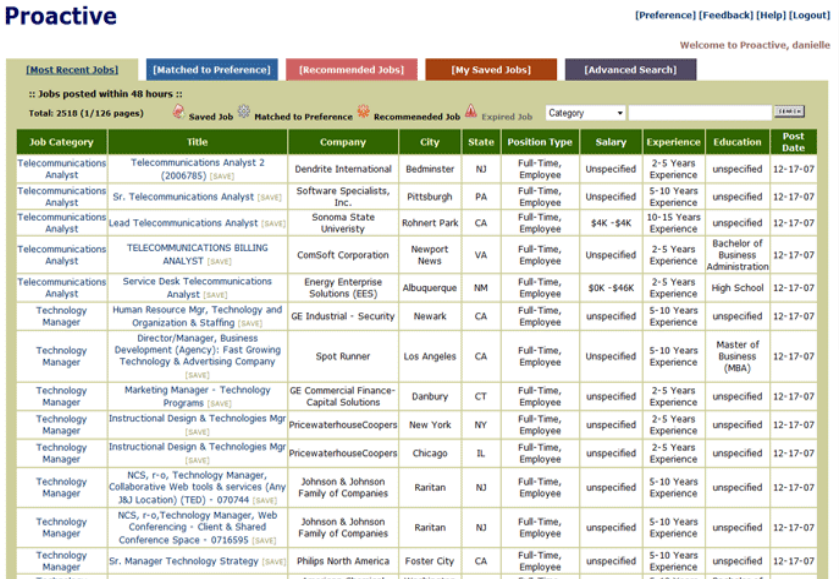 Proactive
[Preference] [Feedback] [Help] [Logout]
Welcome to Proactive, danielle
[Most Recent Jobs] [Matched to Preference] [Recommended Jobs] [My Saved Jobs] [Advanced Search]
:: Jobs posted within 48 hours ::
Total: 2518 (1/126 pages) Saved Job Matched to Preference Recommeneded Job Expired Job Category
Job Category Title Company City State Position Type Salary Experience Education Post Date
Telecommunications Analyst Telecommunications Analyst 2 (2006785) [SAVE] Dendrite International Bedminster NJ Full-Time, Employee Unspecified 2-5 Years Experience unspecified 12-17-07
Telecommunications Analyst Sr. Telecommunications Analyst [SAVE] Software Specialists, Inc. Pittsburgh PA Full-Time, Employee Unspecified 5-10 Years Experience unspecified 12-17-07
Telecommunications Analyst Lead Telecommunications Analyst [SAVE] Sonoma State Univeristy Rohnert Park CA Full-Time, Employee $4K -$4K 10-15 Years Experience unspecified 12-17-07
Telecommunications Analyst TELECOMMUNICATIONS BILLING ANALYST [SAVE] ComSoft Corporation Newport News VA Full-Time, Employee Unspecified 2-5 Years Experience Bachelor of Business Administration 12-17-07
Telecommunications Analyst Service Desk Telecommunications Analyst [SAVE] Energy Enterprise Solutions (EES) Albuquerque NM Full-Time, Employee $0K -$46K 2-5 Years Experience High School 12-17-07
Technology Manager Human Resource Mgr, Technology and Organization & Staffing [SAVE] GE Industrial - Security Newark CA Full-Time, Employee unspecified 5-10 Years Experience unspecified 12-17-07
Technology Manager Director/Manager, Business Development (Agency): Fast Growing Technology & Advertising Company [SAVE] Spot Runner Los Angeles CA Full-Time, Employee Unspecified 5-10 Years Experience Master of Business (MBA) 12-17-07
Technology Manager Marketing Manager - Technology Programs [SAVE] GE Commercial Finance-Capital Solutions Danbury CT Full-Time, Employee unspecified 2-5 Years Experience unspecified 12-17-07
Technology Manager Instructional Design & Technologies Mgr [SAVE] PricewaterhouseCoopers New York NY Full-Time, Employee unspecified 2-5 Years Experience unspecified 12-17-07
Technology Manager Instructional Design & Technologies Mgr [SAVE] PricewaterhouseCoopers Chicago IL Full-Time, Employee unspecified 2-5 Years Experience unspecified 12-17-07
Technology Manager NCS, r-o, Technology Manager, Collaborative Web tools & services (Any J&J Location) (TED) - 070744 [SAVE] Johnson & Johnson Family of Companies Raritan NJ Full-Time, Employee unspecified 5-10 Years Experience unspecified 12-17-07
Technology Manager NCS, r-o,Technology Manager, Web Conferencing - Client & Shared Conference Space - 0716595 [SAVE] Johnson & Johnson Family of Companies Raritan NJ Full-Time, Employee unspecified 5-10 Years Experience unspecified 12-17-07
Technology Manager Sr. Manager Technology Strategy [SAVE] Philips North America Foster City CA Full-Time, Employee unspecified 5-10 Years Experience unspecified 12-17-07